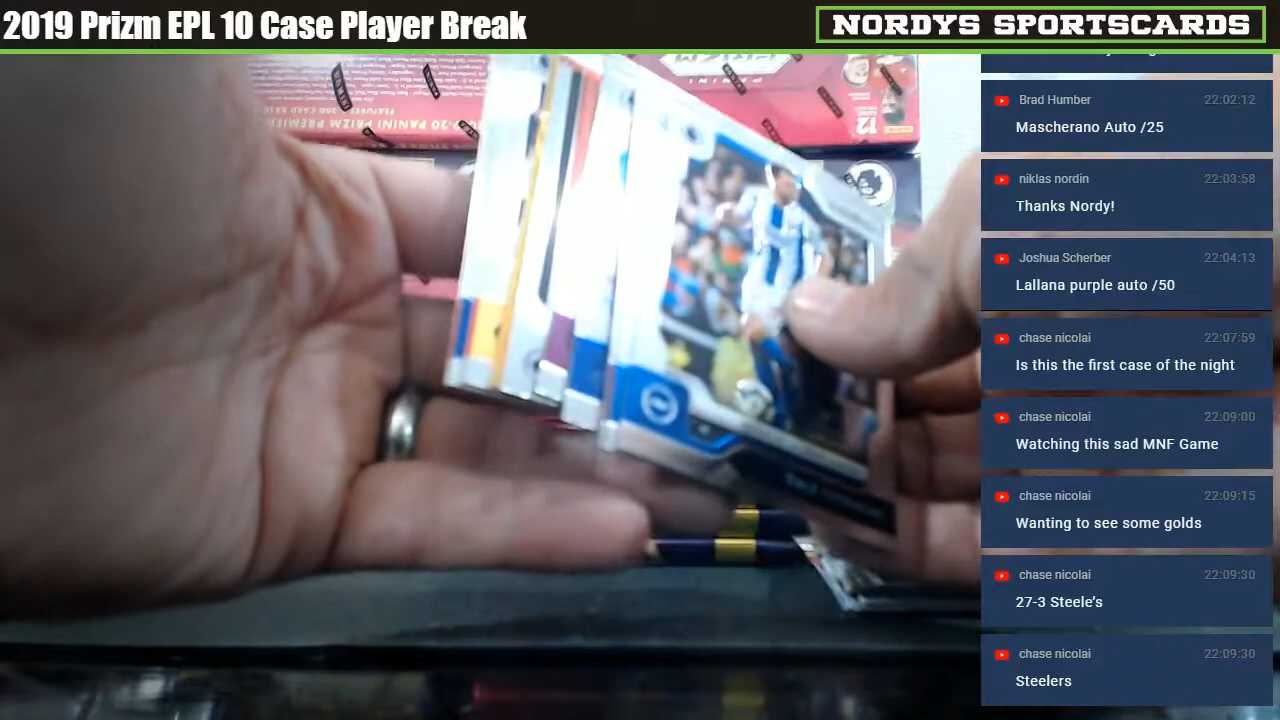 2019 Prizm EPL 10 Case Player Break
NORDYS SPORTSCARDS
Brad Humber 22:02:12
Mascherano Auto /25
niklas nordin 22:03:58
Thanks Nordy!
Joshua Scherber 22:04:13
Lallana purple auto /50
chase nicolai 22:07:59
Is this the first case of the night
chase nicolai 22:09:00
Watching this sad MNF Game
chase nicolai 22:09:15
Wanting to see some golds
chase nicolai 22:09:30
27-3 Steele’s
chase nicolai 22:09:30
Steelers
PRIZM
PANINI
12